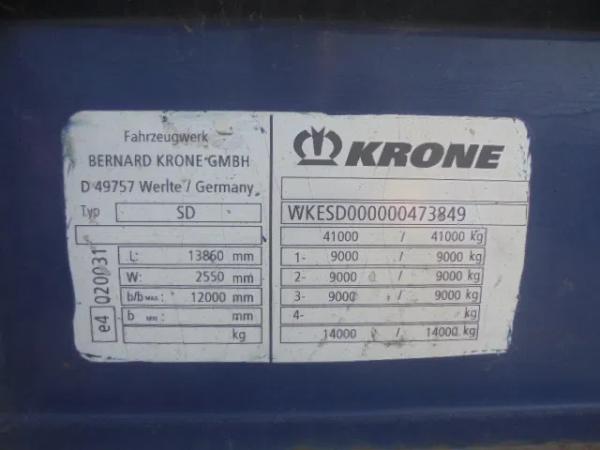 Fahrzeugwerk
BERNARD KRONE GMBH
D 49757 Werlte / Germany
Typ SD
L: 13860 mm
W: 2550 mm
b/b MAX : 12000 mm
b MIN : mm
kg
e4 020031
KRONE
WKESD000000473849
41000 / 41000 kg
1- 9000 / 9000 kg
2- 9000 / 9000 kg
3- 9000 / 9000 kg
4- / kg
14000 / 14000 kg